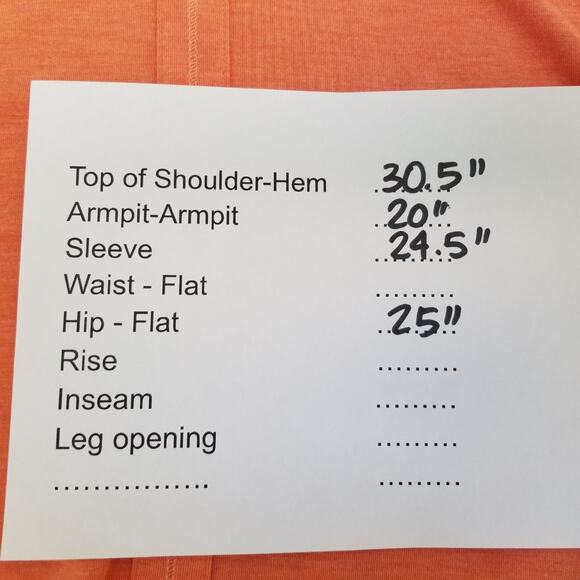 Top of Shoulder-Hem 30.5"
Armpit-Armpit 20"
Sleeve 24.5"
Waist - Flat .........
Hip - Flat 25"
Rise .........
Inseam .........
Leg opening .........
................ .........